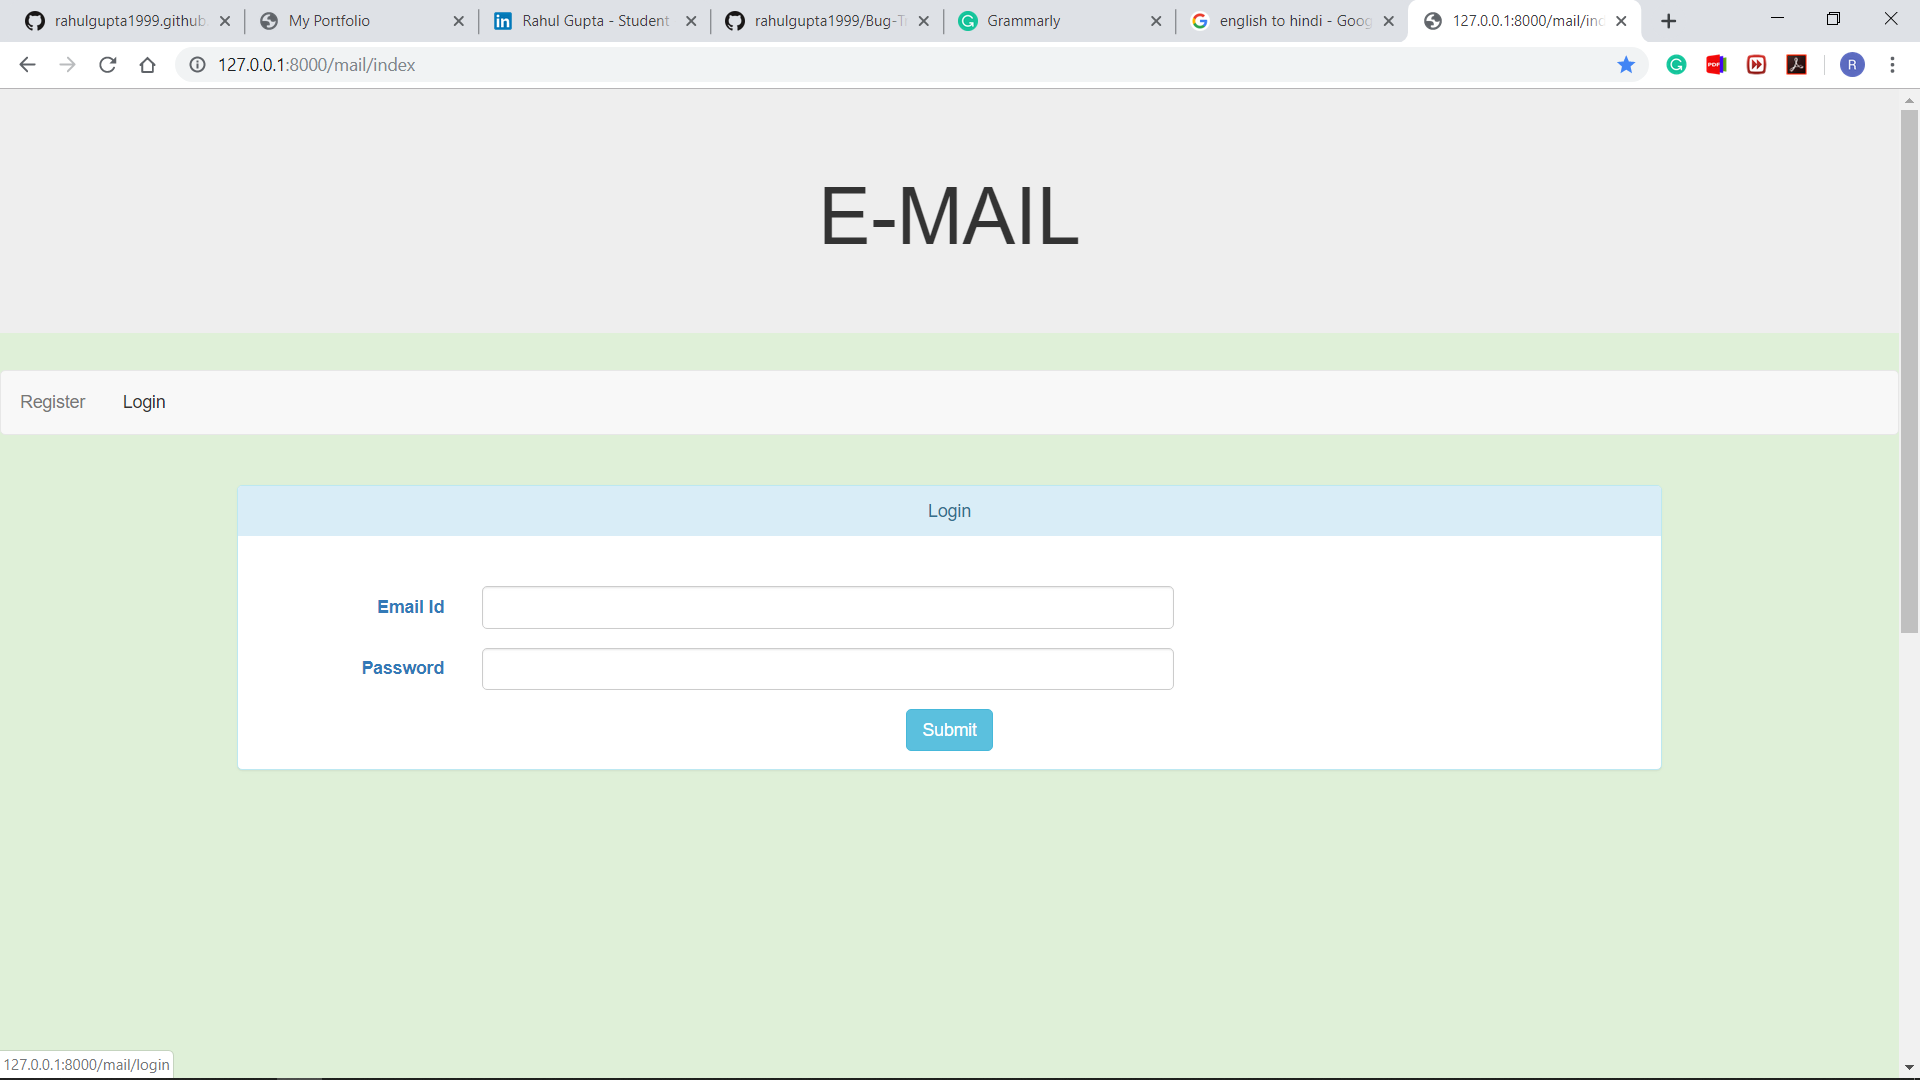 rahulgupta1999.github
My Portfolio
Rahul Gupta - Student
rahulgupta1999/Bug-T
Grammarly
english to hindi - Goog
127.0.0.1:8000/mail/ind
127.0.0.1:8000/mail/index
PDF
R
E-MAIL
Register
Login
Login
Email Id
Password
Submit
127.0.0.1:8000/mail/login